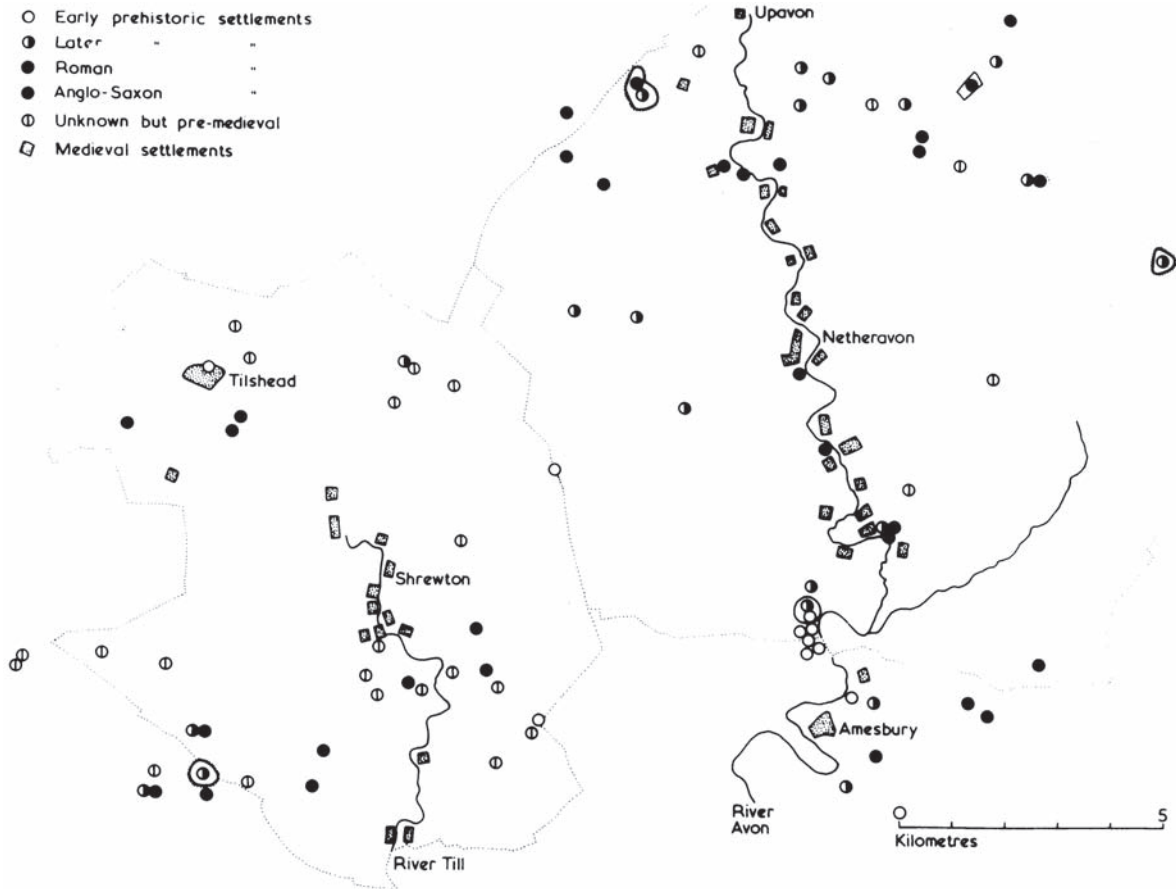 Early prehistoric settlements
Later " "
Roman "
Anglo-Saxon "
Unknown but pre-medieval
Medieval settlements
Upavon
Netheravon
Tilshead
Shrewton
Amesbury
River
Avon
5
Kilometres
River Till